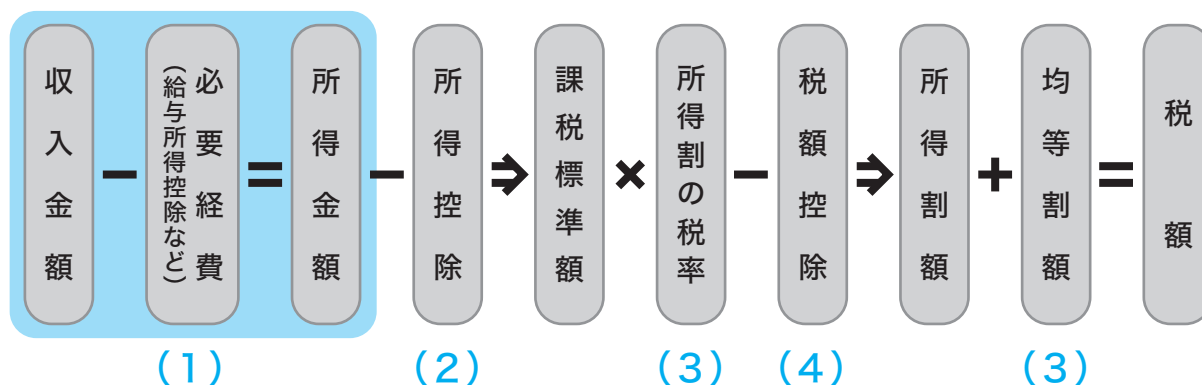 収入金額
−
必要経費
(給与所得控除など)
=
所得金額
−
所得控除
⇒
課税標準額
×
所得割の税率
−
税額控除
⇒
所得割額
+
均等割額
=
税額
(1)
(2)
(3)
(4)
(3)